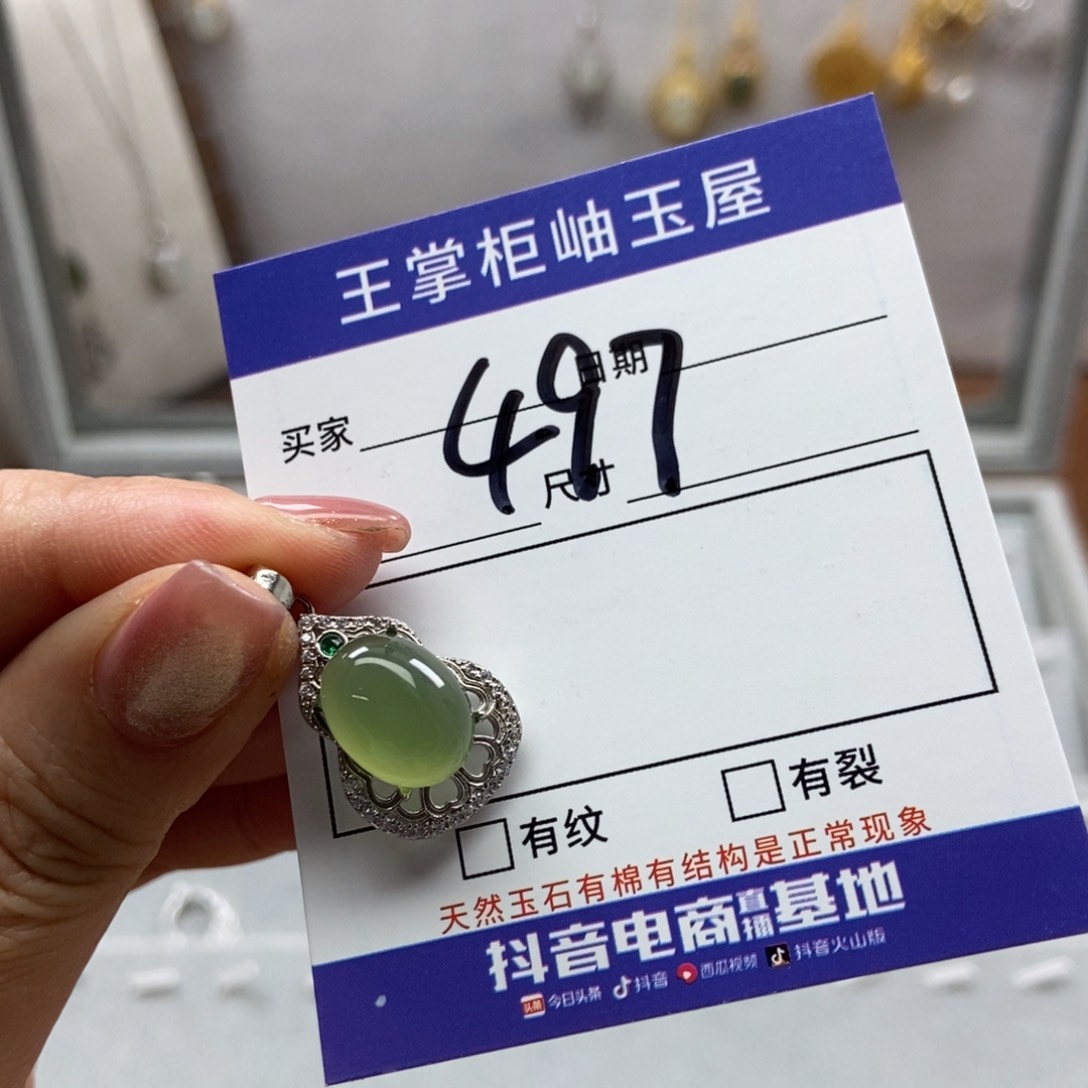 王掌柜岫玉屋
买家 日期
497
尺寸
有纹 有裂
天然玉石有棉有结构是正常现象
抖音电商直播基地
头条 今日头条 抖音 西瓜视频 抖音火山版